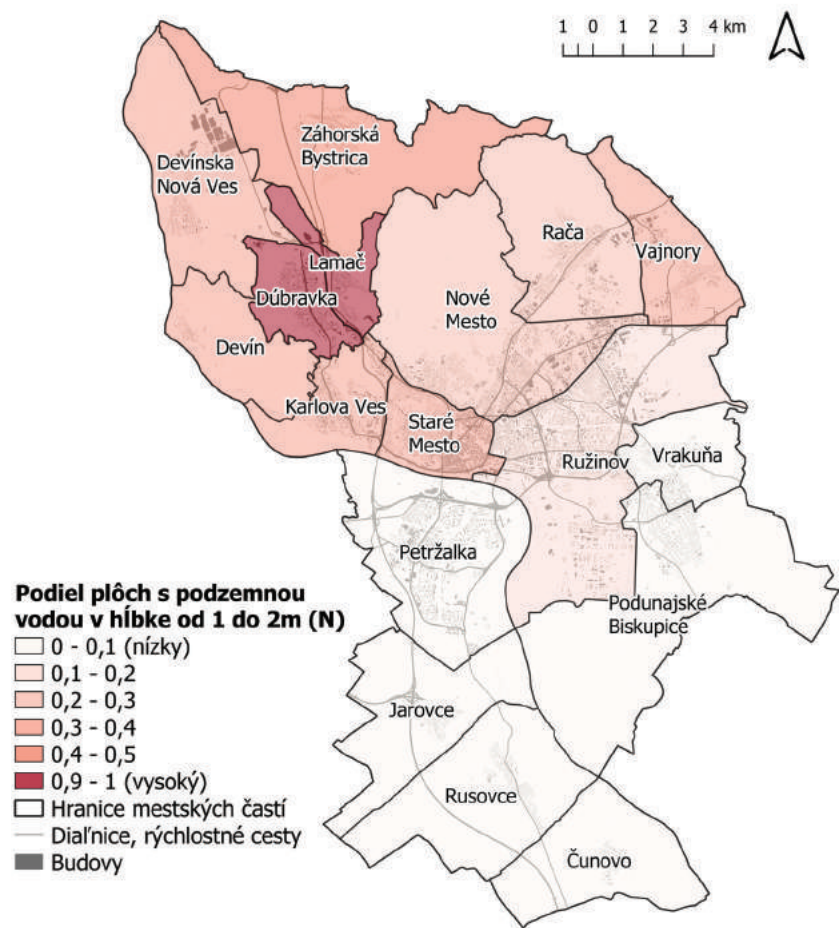 1 0 1 2 3 4 km
Záhorská
Bystrica
Devínska
Nová Ves
Rača
Vajnory
Lamač
Dúbravka
Nové
Mesto
Devín
Karlova Ves
Staré
Mesto
Ružinov
Vrakuňa
Petržalka
Podunajské
Biskupice
Jarovce
Rusovce
Čunovo
Podiel plôch s podzemnou
vodou v hĺbke od 1 do 2m (N)
0 - 0,1 (nízky)
0,1 - 0,2
0,2 - 0,3
0,3 - 0,4
0,4 - 0,5
0,9 - 1 (vysoký)
Hranice mestských častí
Diaľnice, rýchlostné cesty
Budovy